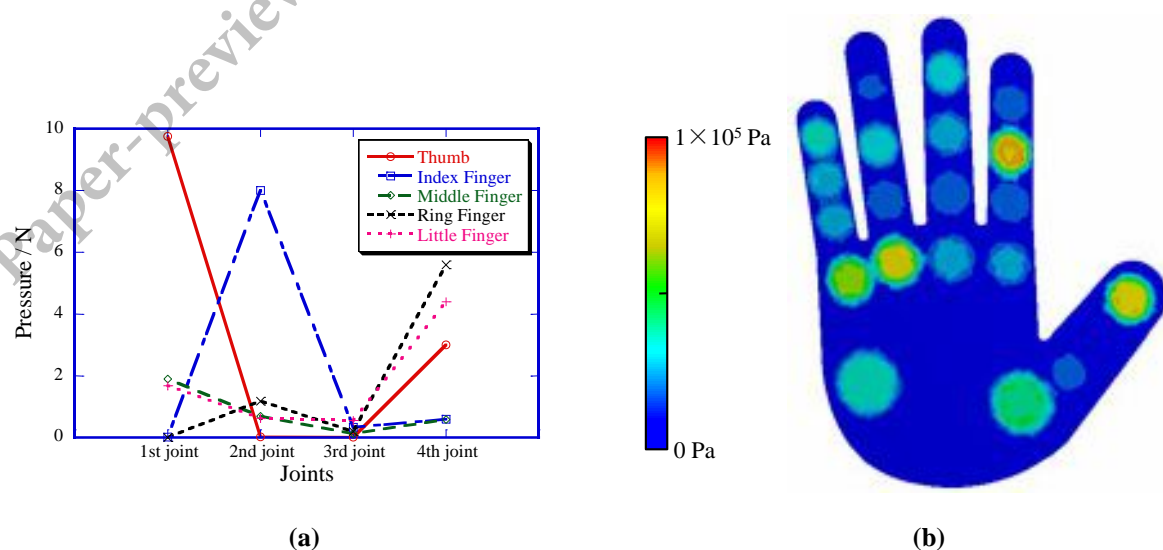 Paper-preview
10
8
6
4
2
0
Pressure / N
Thumb
Index Finger
Middle Finger
Ring Finger
Little Finger
1st joint 2nd joint 3rd joint 4th joint
Joints
(a)
1×10⁵ Pa
0 Pa
(b)